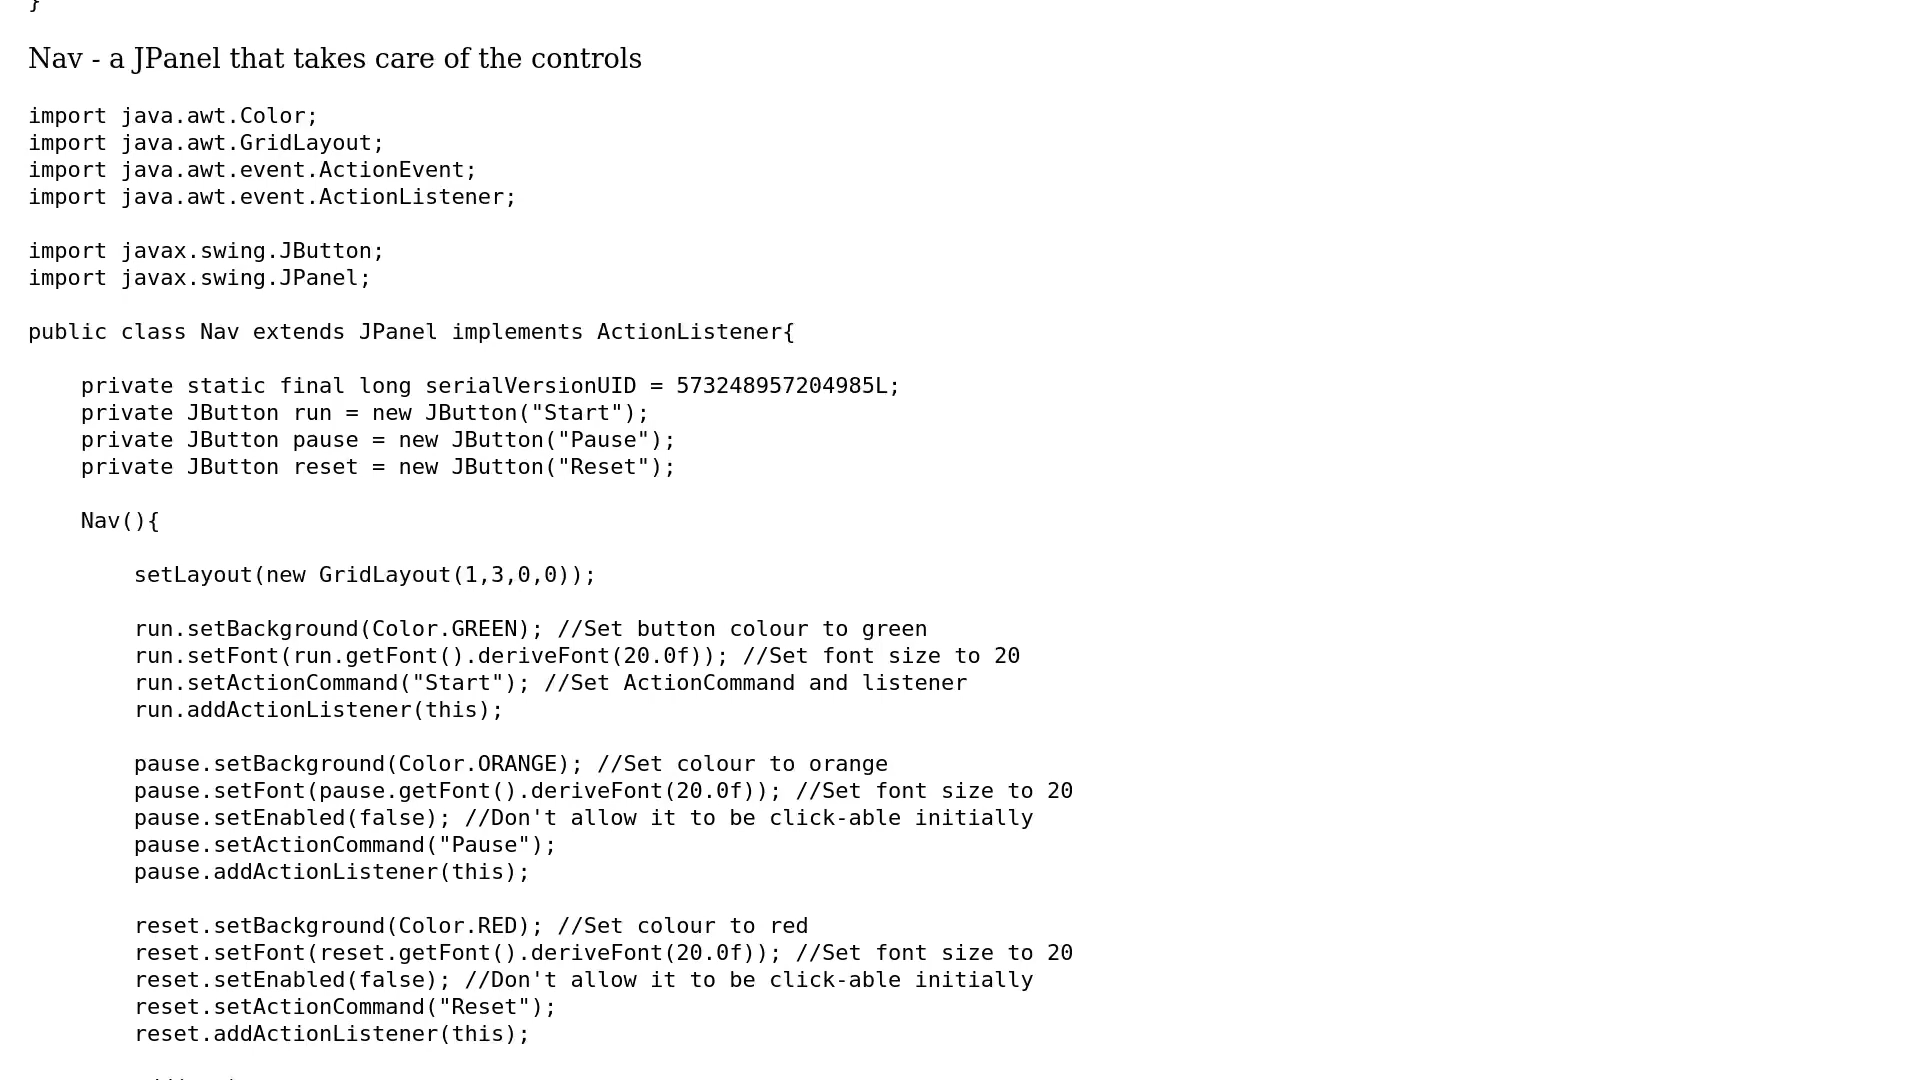 }
Nav - a JPanel that takes care of the controls
import java.awt.Color;
import java.awt.GridLayout;
import java.awt.event.ActionEvent;
import java.awt.event.ActionListener;
import javax.swing.JButton;
import javax.swing.JPanel;
public class Nav extends JPanel implements ActionListener{
    private static final long serialVersionUID = 573248957204985L;
    private JButton run = new JButton("Start");
    private JButton pause = new JButton("Pause");
    private JButton reset = new JButton("Reset");
    Nav(){
        setLayout(new GridLayout(1,3,0,0));
        run.setBackground(Color.GREEN); //Set button colour to green
        run.setFont(run.getFont().deriveFont(20.0f)); //Set font size to 20
        run.setActionCommand("Start"); //Set ActionCommand and listener
        run.addActionListener(this);
        pause.setBackground(Color.ORANGE); //Set colour to orange
        pause.setFont(pause.getFont().deriveFont(20.0f)); //Set font size to 20
        pause.setEnabled(false); //Don't allow it to be click-able initially
        pause.setActionCommand("Pause");
        pause.addActionListener(this);
        reset.setBackground(Color.RED); //Set colour to red
        reset.setFont(reset.getFont().deriveFont(20.0f)); //Set font size to 20
        reset.setEnabled(false); //Don't allow it to be click-able initially
        reset.setActionCommand("Reset");
        reset.addActionListener(this);